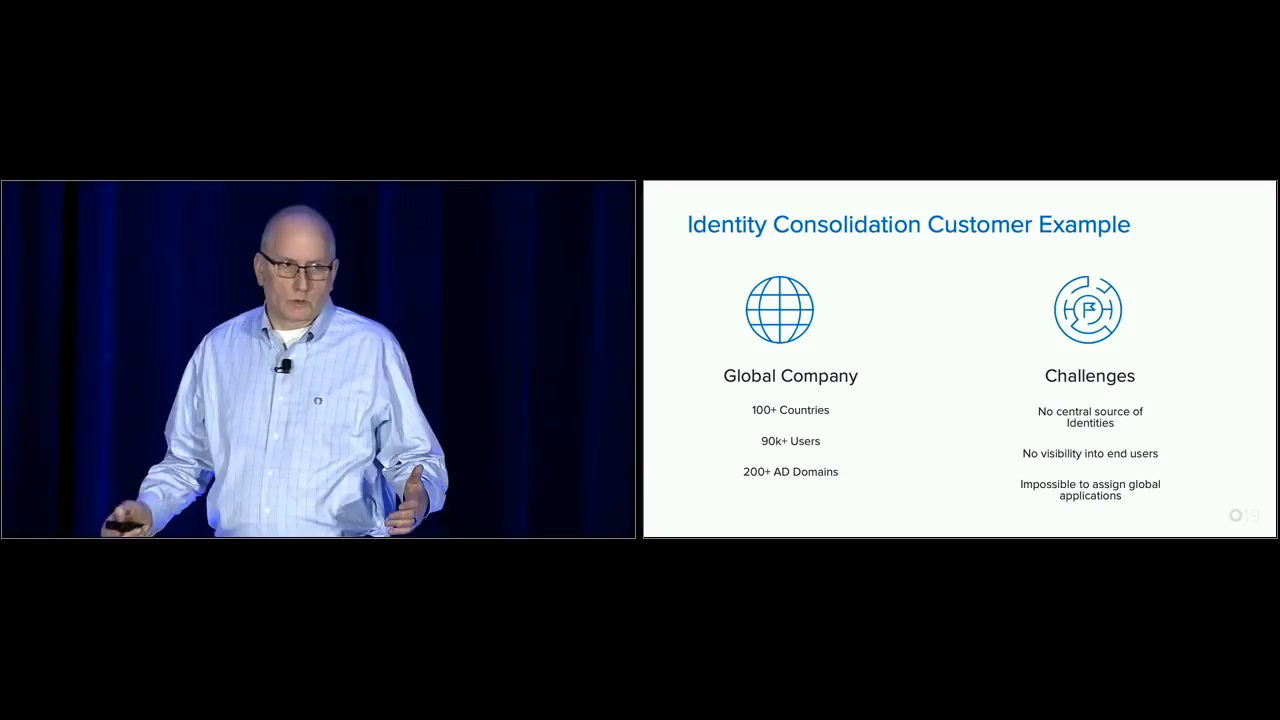 Identity Consolidation Customer Example
Global Company
100+ Countries
90k+ Users
200+ AD Domains
Challenges
No central source of
Identities
No visibility into end users
Impossible to assign global
applications
O19